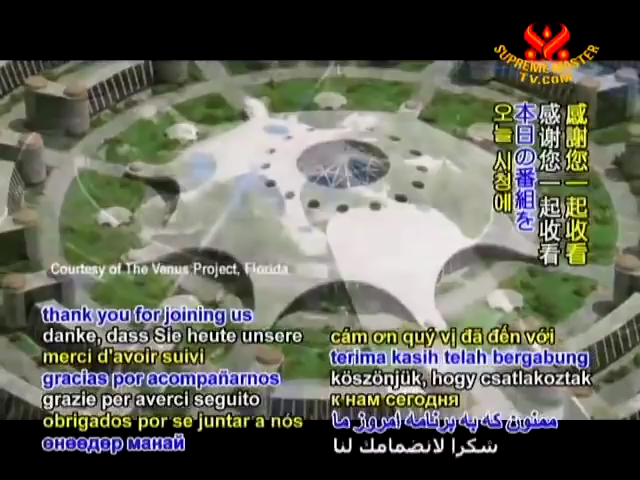 SUPREME MASTER
TV.COM
感謝您一起收看
感谢您一起收看
本日の番組を
오늘 시청에
Courtesy of The Venus Project, Florida
thank you for joining us
danke, dass Sie heute unsere
merci d'avoir suivi
gracias por acompañarnos
grazie per averci seguito
obrigados por se juntar a nós
өнөөдөр манай
cám ơn quý vị đã đến với
terima kasih telah bergabung
köszönjük, hogy csatlakoztak
к нам сегодня
ممنون که به برنامه امروز ما
شكرا لانضمامك لنا